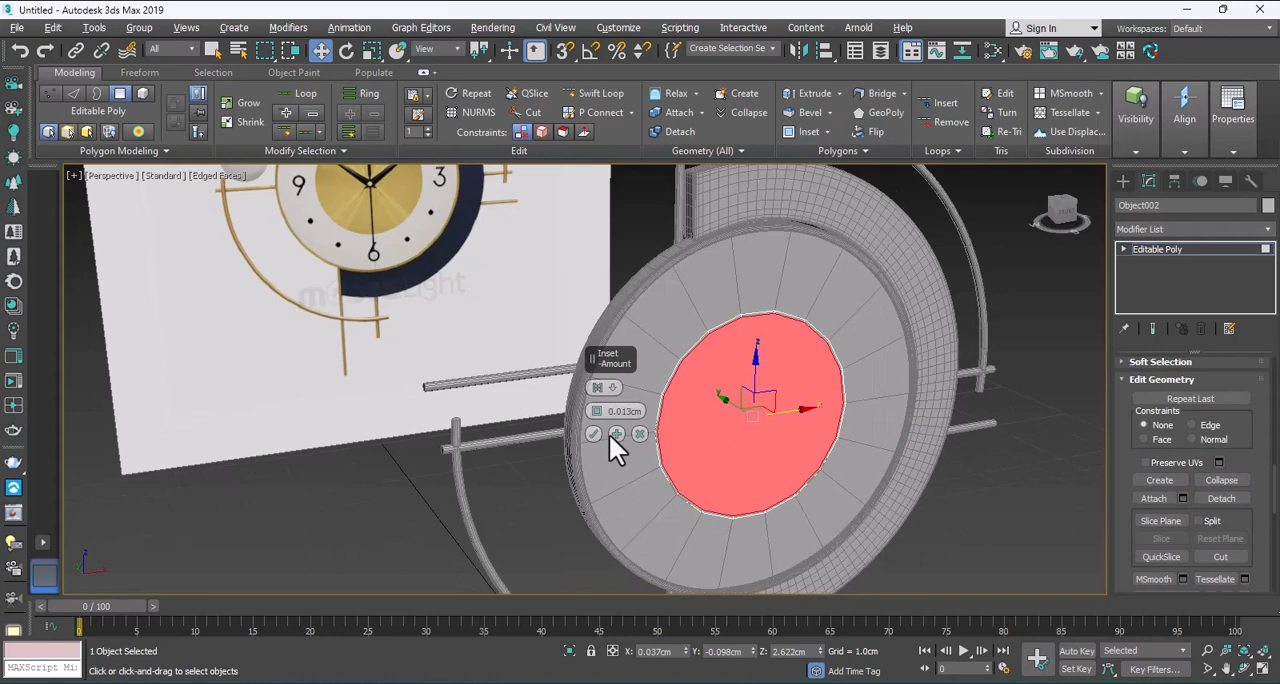 Untitled - Autodesk 3ds Max 2019
File Edit Tools Group Views Create Modifiers Animation Graph Editors Rendering Civil View Customize Scripting Interactive Content Arnold Help
Sign In Workspaces: Default
All View Create Selection Se
Modeling Freeform Selection Object Paint Populate
Editable Poly
Polygon Modeling
Grow Loop Ring
Shrink
Modify Selection
Repeat QSlice Swift Loop
NURMS Cut P Connect
Constraints:
Edit
Relax Create
Attach Collapse
Detach
Geometry (All)
Extrude Bridge
Bevel GeoPoly
Inset Flip
Polygons
Insert
Remove
Loops
Edit
Turn
Re-Tri
Tris
MSmooth
Tessellate
Use Displac...
Subdivision
Visibility
Align
Properties
[+] [Perspective] [Standard] [Edged Faces]
9 3
6
Inset
-Amount
0.013cm
Object002
Modifier List
Editable Poly
Soft Selection
Edit Geometry
Repeat Last
Constraints
None Edge
Face Normal
Preserve UVs
Create Collapse
Attach Detach
Slice Plane Split
Slice Reset Plane
QuickSlice Cut
MSmooth Tessellate
0 / 100
0 5 10 15 20 25 30 35 40 45 50 55 60 65 70 75 80 85 90 95 100
1 Object Selected
X: 0.037cm Y: -0.098cm Z: 2.622cm Grid = 1.0cm
Auto Key Selected
MAXScript Mi
Click or click-and-drag to select objects
Add Time Tag
0
Set Key Key Filters...